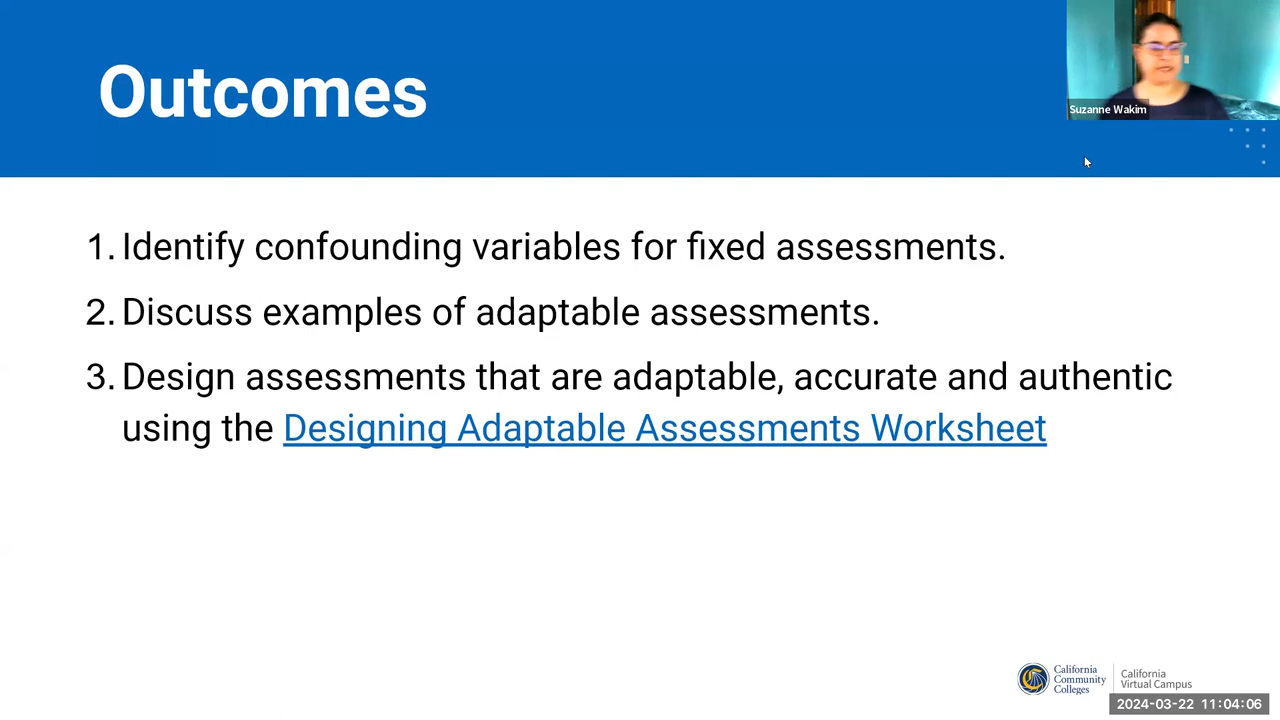 Outcomes
Suzanne Wakim
1. Identify confounding variables for fixed assessments.
2. Discuss examples of adaptable assessments.
3. Design assessments that are adaptable, accurate and authentic
using the Designing Adaptable Assessments Worksheet
California
Community
Colleges
California
Virtual Campus
2024-03-22 11:04:06